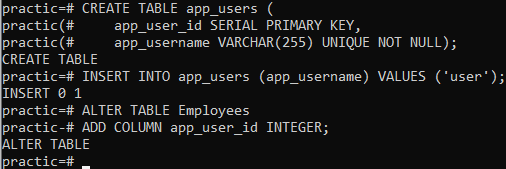 practic=# CREATE TABLE app_users (
practic(#     app_user_id SERIAL PRIMARY KEY,
practic(#     app_username VARCHAR(255) UNIQUE NOT NULL);
CREATE TABLE
practic=# INSERT INTO app_users (app_username) VALUES ('user');
INSERT 0 1
practic=# ALTER TABLE Employees
practic-# ADD COLUMN app_user_id INTEGER;
ALTER TABLE
practic=#